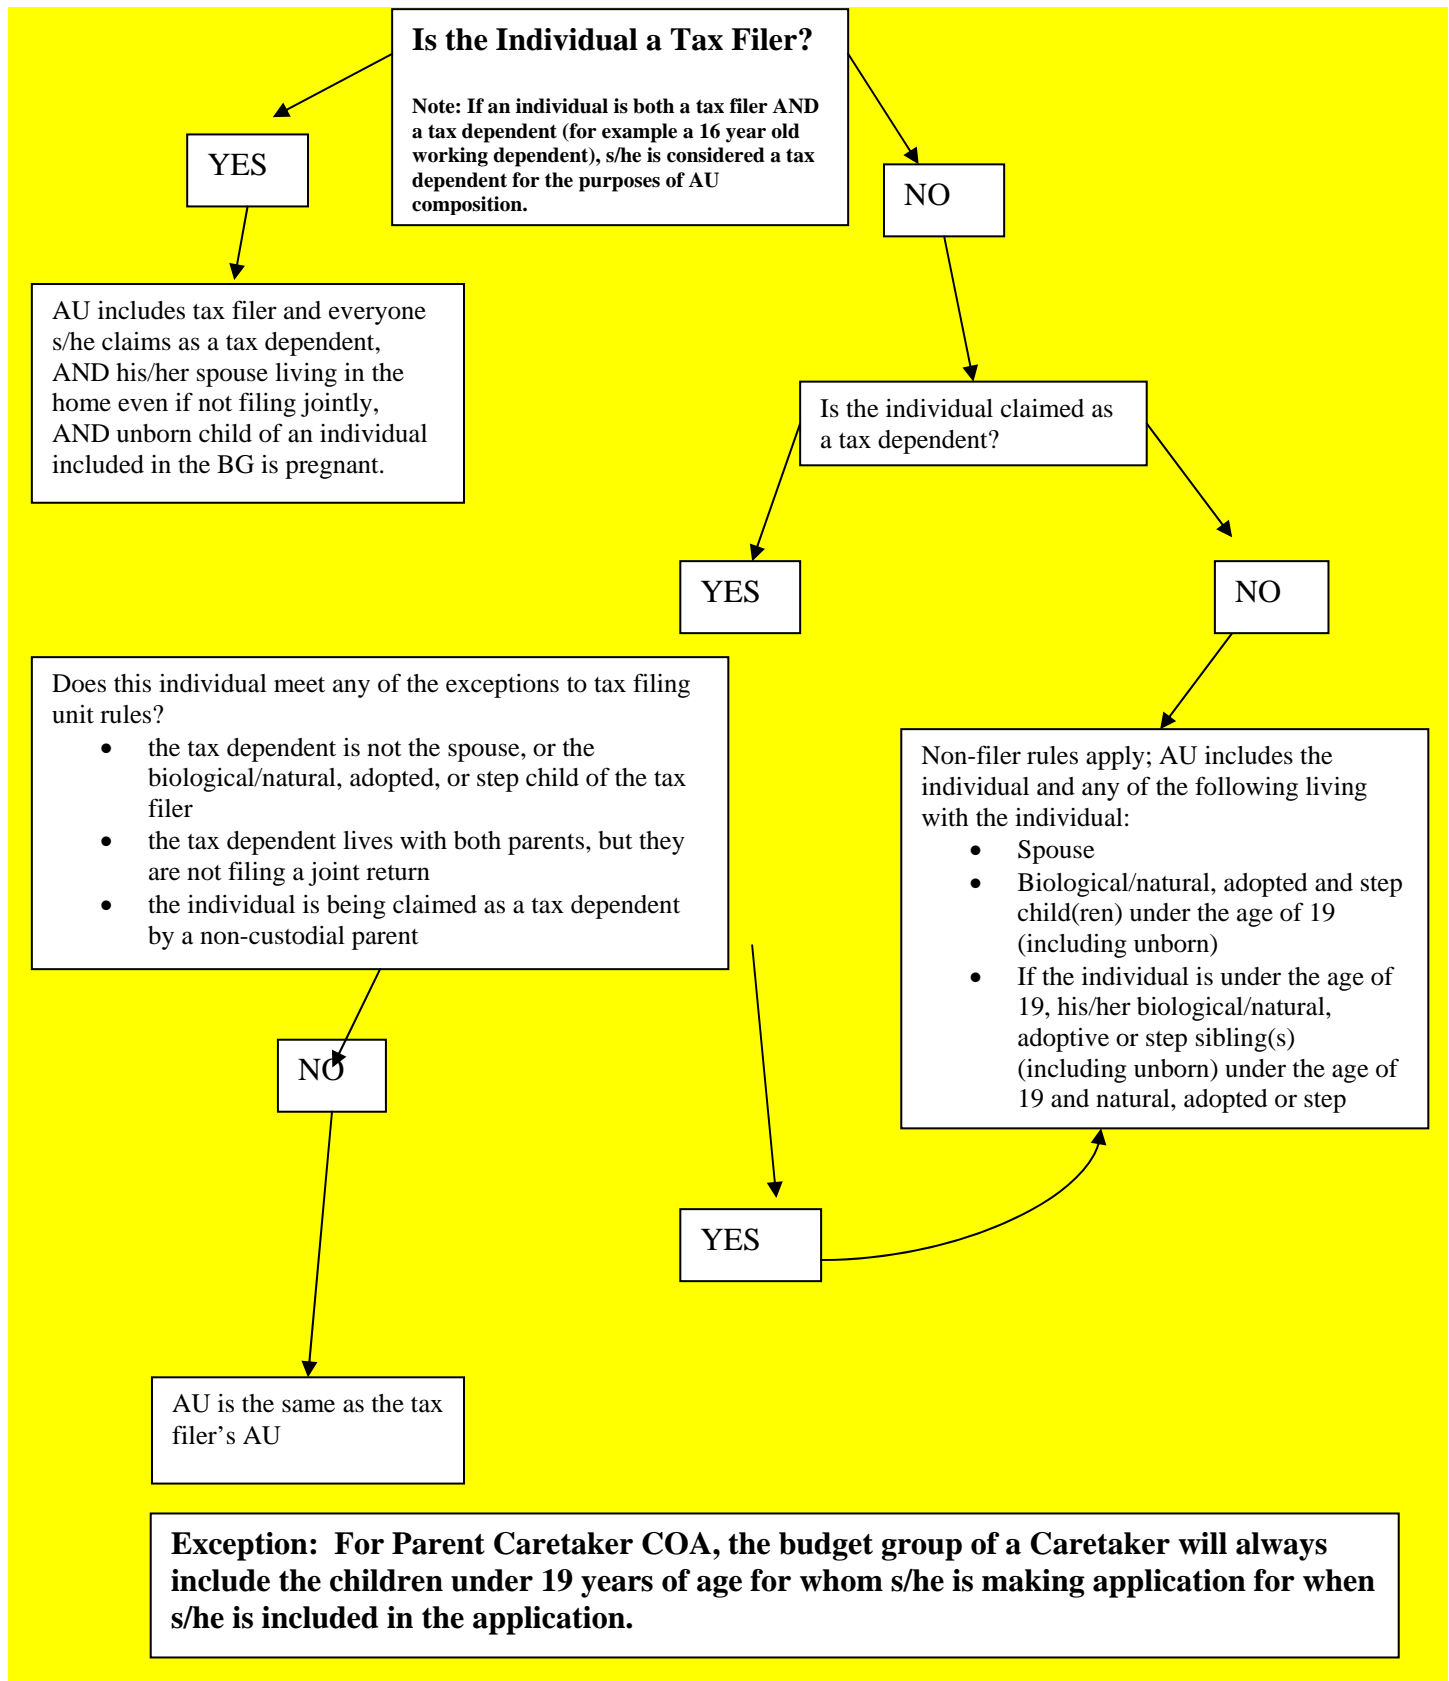 Is the Individual a Tax Filer?
Note: If an individual is both a tax filer AND
a tax dependent (for example a 16 year old
working dependent), s/he is considered a tax
dependent for the purposes of AU
composition.
YES
NO
AU includes tax filer and everyone
s/he claims as a tax dependent,
AND his/her spouse living in the
home even if not filing jointly,
AND unborn child of an individual
included in the BG is pregnant.
Is the individual claimed as
a tax dependent?
YES
NO
Does this individual meet any of the exceptions to tax filing
unit rules?
• the tax dependent is not the spouse, or the
biological/natural, adopted, or step child of the tax
filer
• the tax dependent lives with both parents, but they
are not filing a joint return
• the individual is being claimed as a tax dependent
by a non-custodial parent
Non-filer rules apply; AU includes the
individual and any of the following living
with the individual:
• Spouse
• Biological/natural, adopted and step
child(ren) under the age of 19
(including unborn)
• If the individual is under the age of
19, his/her biological/natural,
adoptive or step sibling(s)
(including unborn) under the age of
19 and natural, adopted or step
NO
YES
AU is the same as the tax
filer’s AU
Exception:  For Parent Caretaker COA, the budget group of a Caretaker will always
include the children under 19 years of age for whom s/he is making application for when
s/he is included in the application.